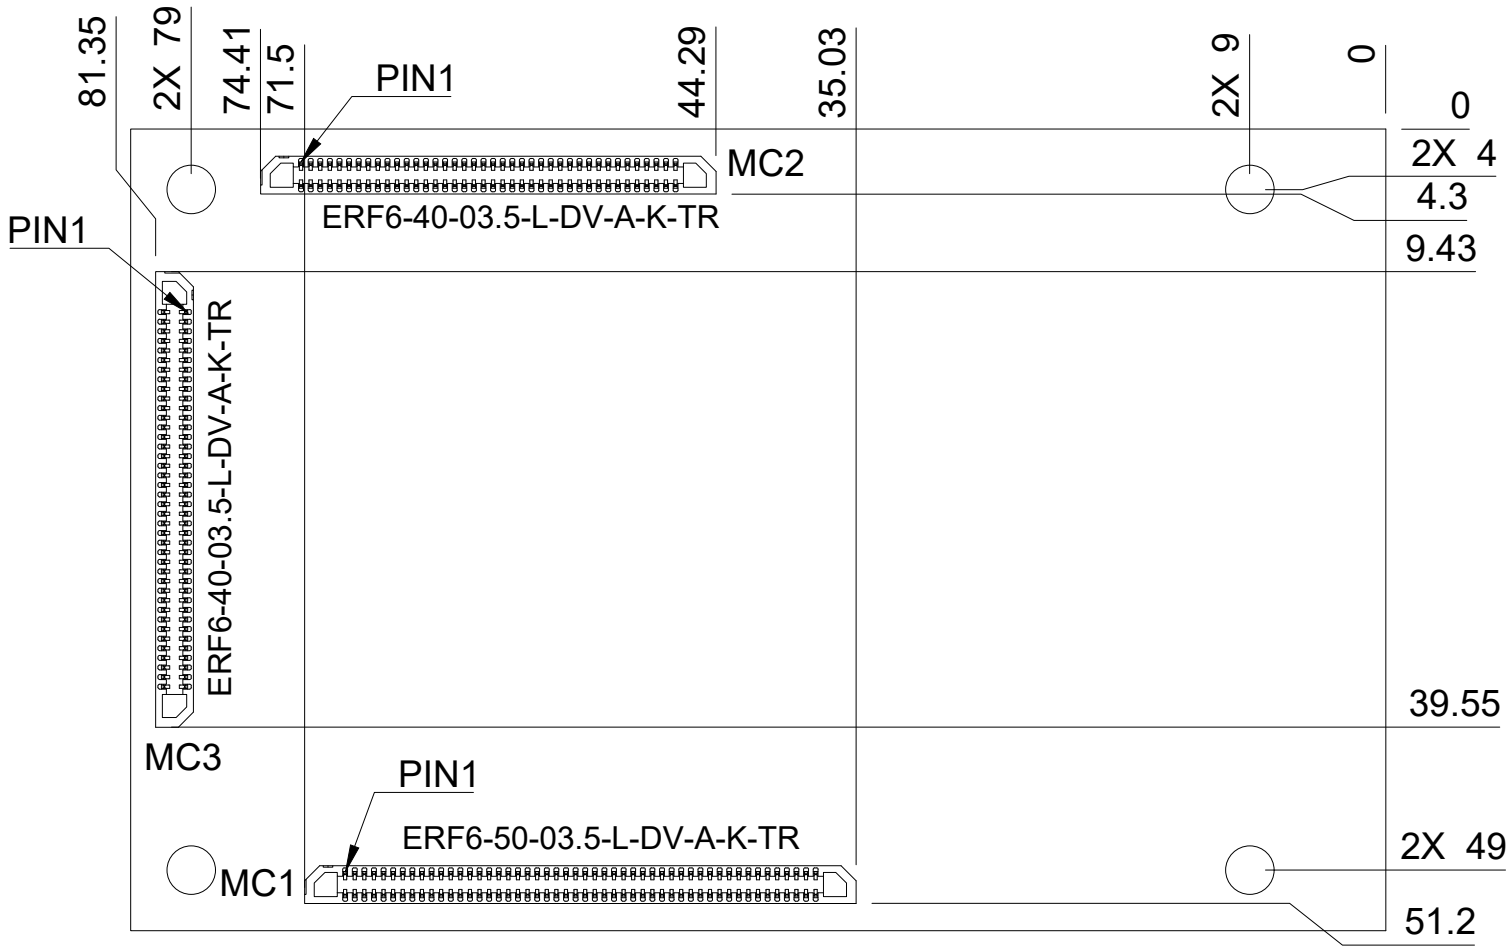 81.35
2X 79
74.41
71.5
44.29
35.03
2X 9
0
PIN1
0
MC2
2X 4
4.3
ERF6-40-03.5-L-DV-A-K-TR
PIN1
9.43
ERF6-40-03.5-L-DV-A-K-TR
39.55
MC3
PIN1
ERF6-50-03.5-L-DV-A-K-TR
2X 49
MC1
51.2